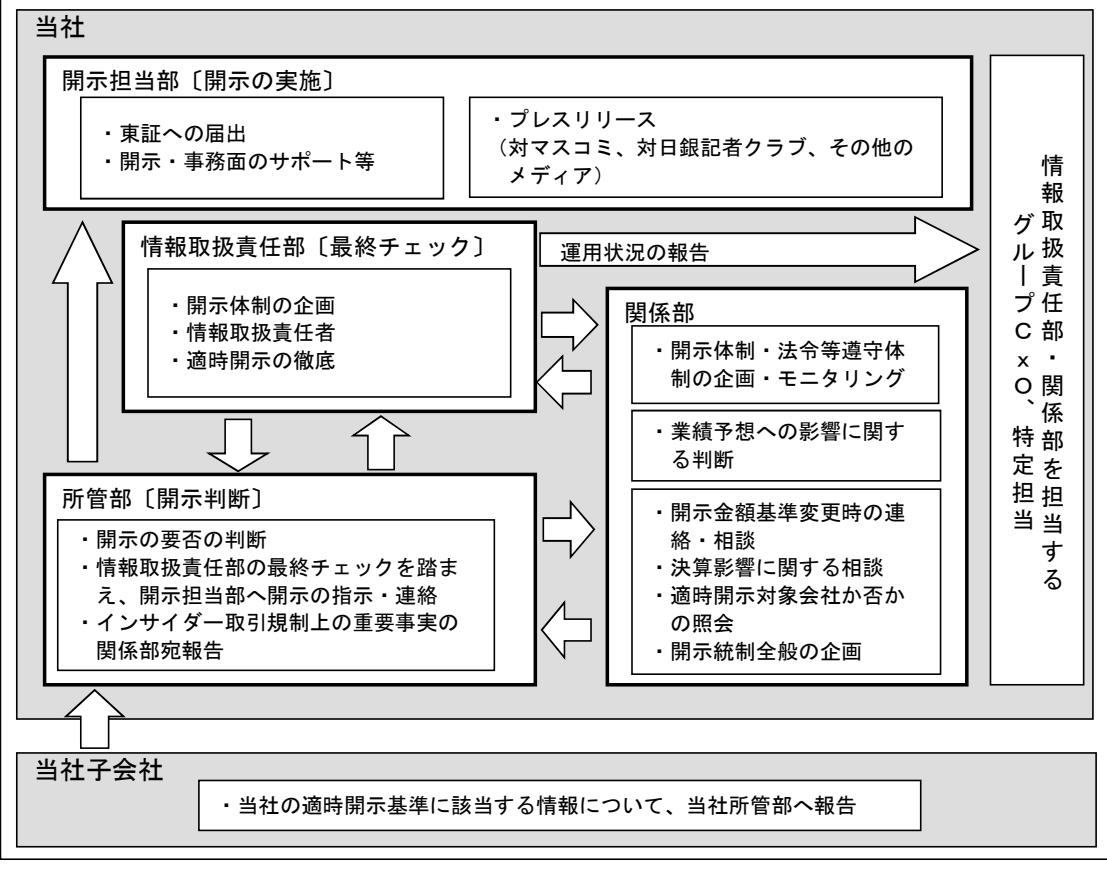 当社
開示担当部〔開示の実施〕
・東証への届出
・開示・事務面のサポート等
・プレスリリース
（対マスコミ、対日銀記者クラブ、その他の
メディア）
情報取扱責任部〔最終チェック〕
・開示体制の企画
・情報取扱責任者
・適時開示の徹底
運用状況の報告
関係部
・開示体制・法令等遵守体
制の企画・モニタリング
・業績予想への影響に関す
る判断
・開示金額基準変更時の連
絡・相談
・決算影響に関する相談
・適時開示対象会社か否か
の照会
・開示統制全般の企画
所管部〔開示判断〕
・開示の要否の判断
・情報取扱責任部の最終チェックを踏ま
え、開示担当部へ開示の指示・連絡
・インサイダー取引規制上の重要事実の
関係部宛報告
情報取扱責任部・関係部を担当する
グループCxO、特定担当
当社子会社
・当社の適時開示基準に該当する情報について、当社所管部へ報告